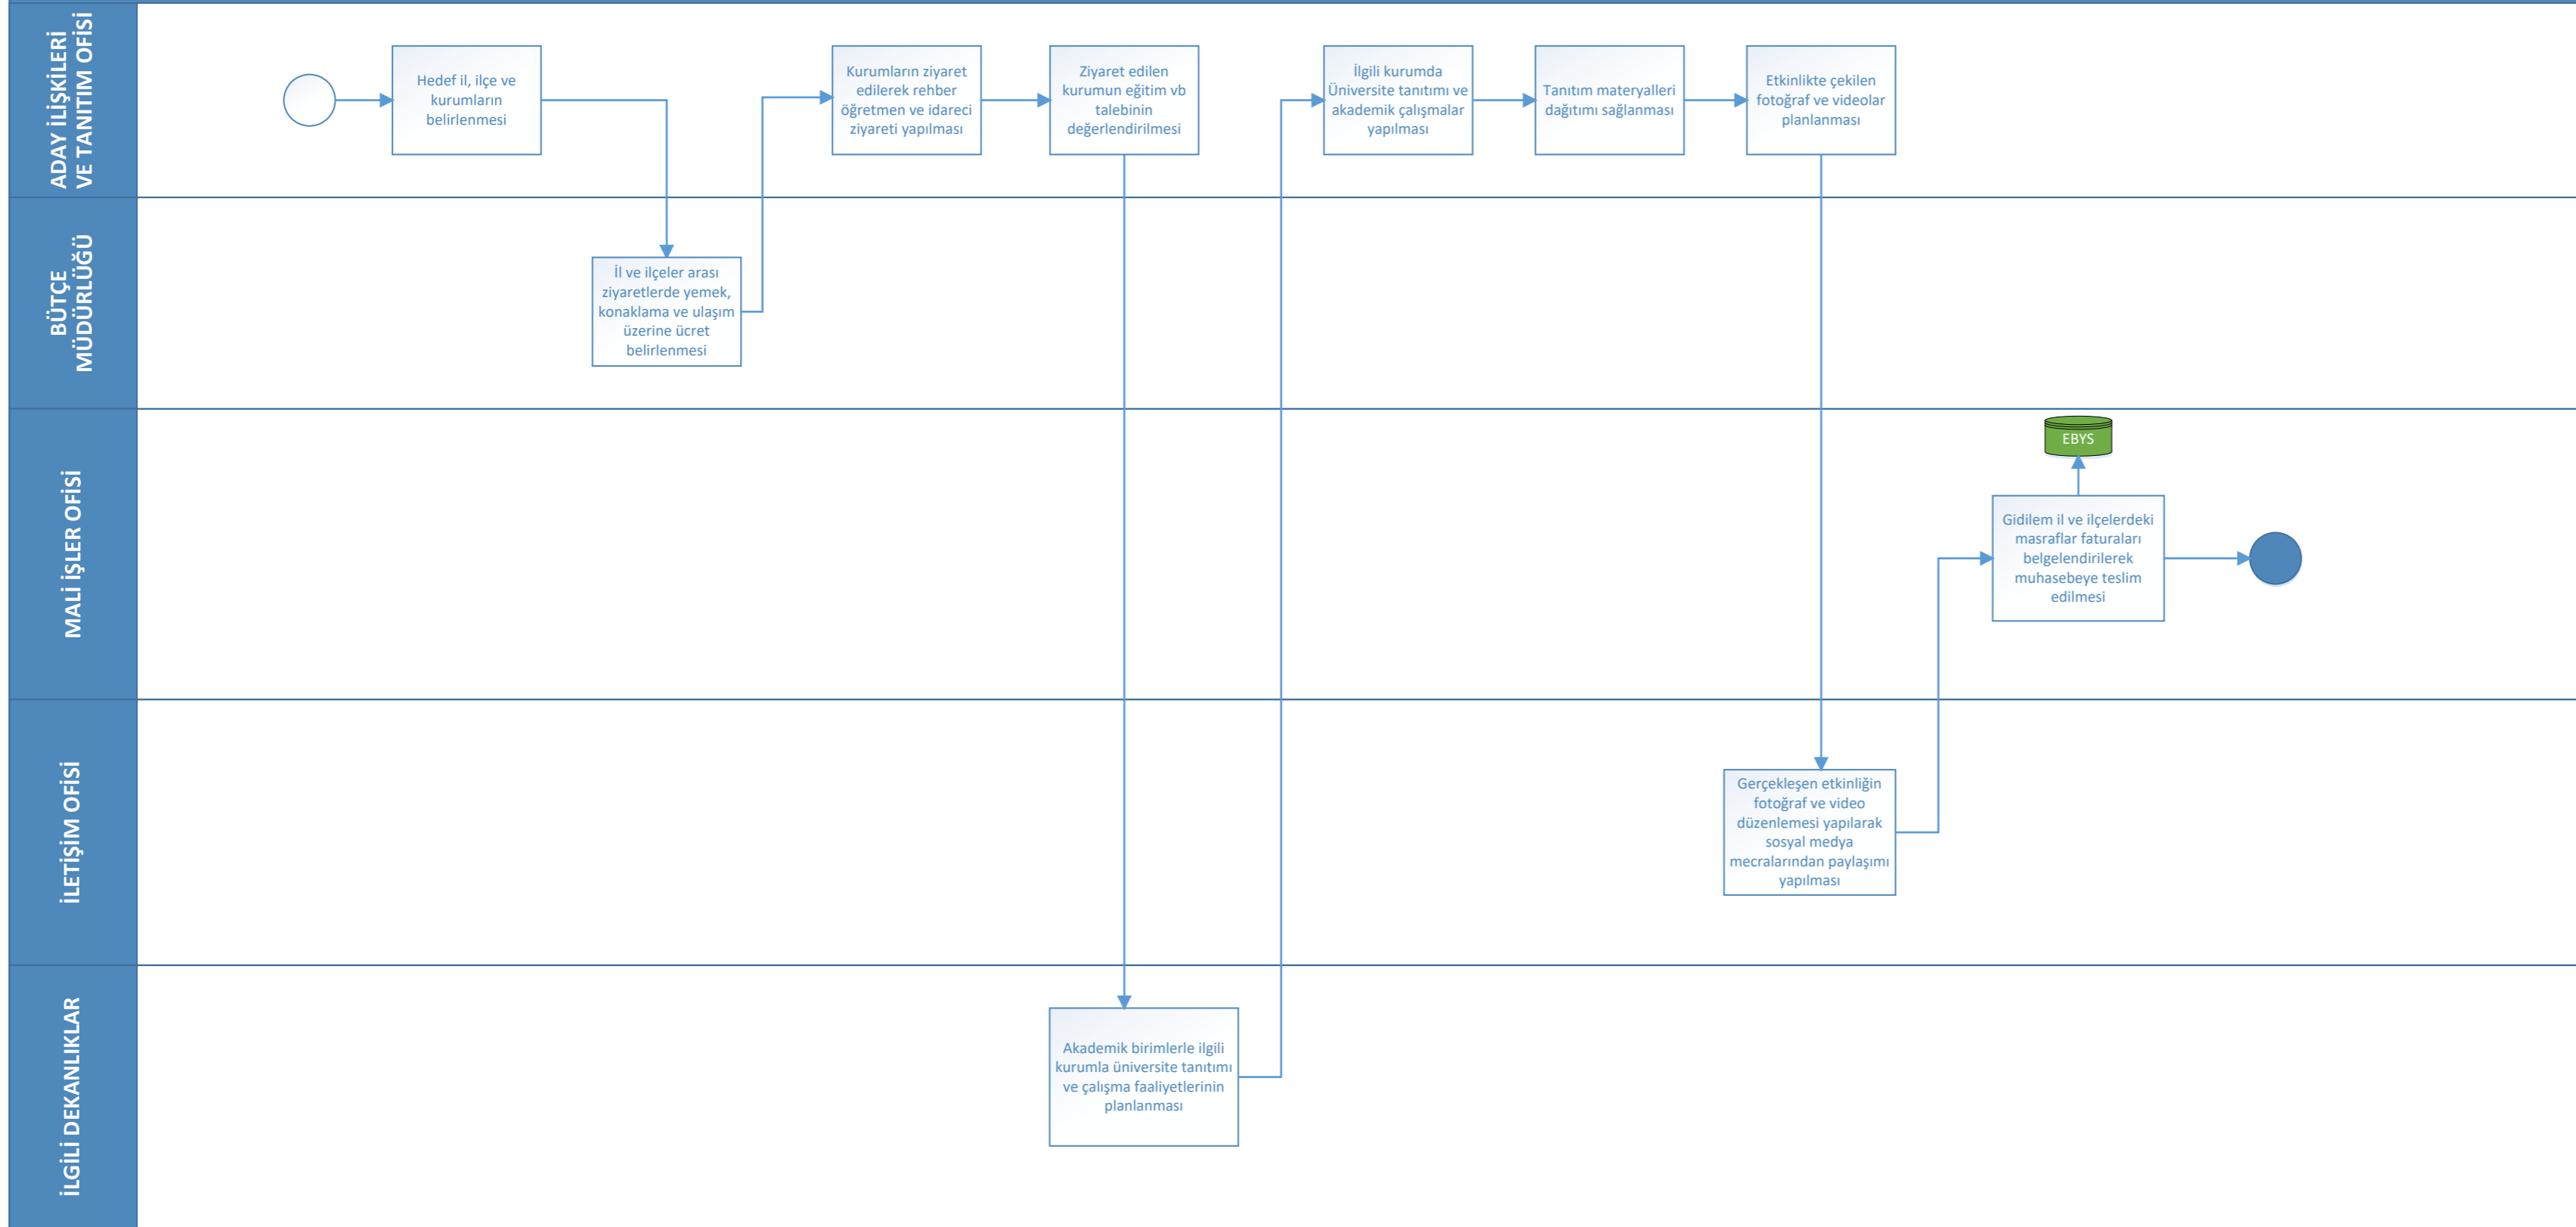 ADAY İLİŞKİLERİ
VE TANITIM OFİSİ
Hedef il, ilçe ve
kurumların
belirlenmesi
Kurumların ziyaret
edilerek rehber
öğretmen ve idareci
ziyareti yapılması
Ziyaret edilen
kurumun eğitim vb
talebinin
değerlendirilmesi
İlgili kurumda
Üniversite tanıtımı ve
akademik çalışmalar
yapılması
Tanıtım materyalleri
dağıtımı sağlanması
Etkinlikte çekilen
fotoğraf ve videolar
planlanması
BÜTÇE
MÜDÜRLÜĞÜ
İl ve ilçeler arası
ziyaretlerde yemek,
konaklama ve ulaşım
üzerine ücret
belirlenmesi
MALİ İŞLER OFİSİ
EBYS
Gidilem il ve ilçelerdeki
masraflar faturaları
belgelendirilerek
muhasebeye teslim
edilmesi
İLETİŞİM OFİSİ
Gerçekleşen etkinliğin
fotoğraf ve video
düzenlemesi yapılarak
sosyal medya
mecralarından paylaşımı
yapılması
İLGİLİ DEKANLIKLAR
Akademik birimlerle ilgili
kurumla üniversite tanıtımı
ve çalışma faaliyetlerinin
planlanması